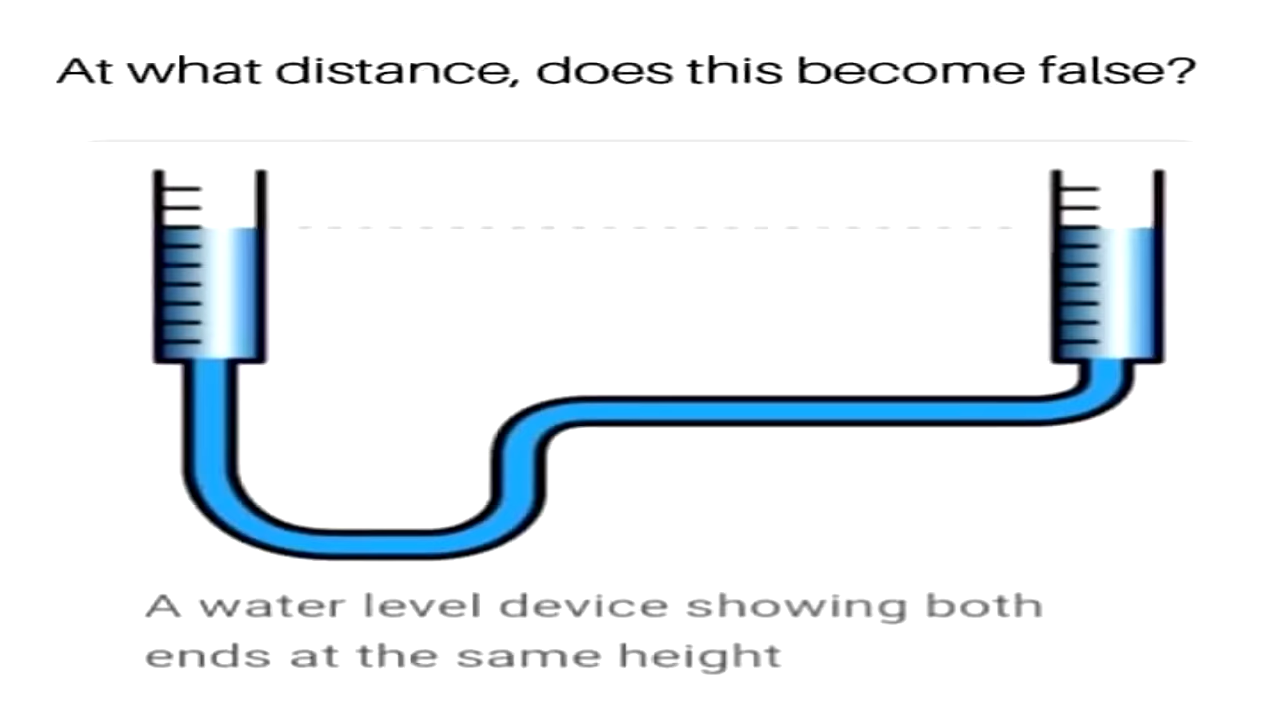 At what distance, does this become false?
A water level device showing both
ends at the same height